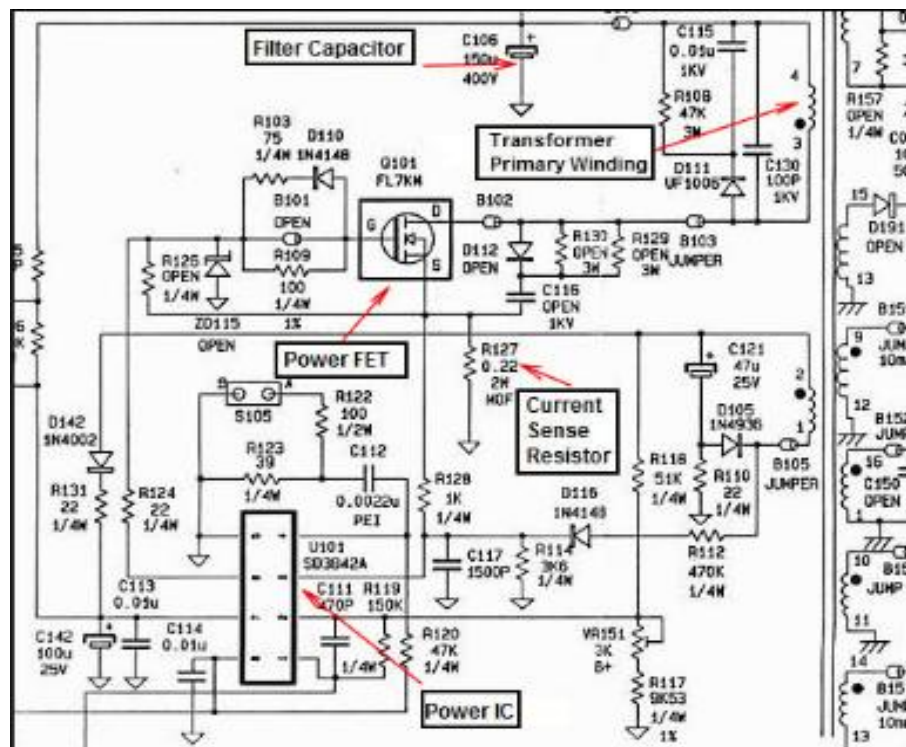 Filter Capacitor
C106
150u
400V
C115
0.01u
1KV
R108
47K
3W
4
3
7
R157
OPEN
1/4W
Transformer
Primary Winding
R103
75
1/4W
D110
1N4148
B101
OPEN
Q101
FL7KM
G
D
S
B102
D111
UF1006
C130
100P
1KV
15
D191
OPEN
13
R126
OPEN
1/4W
R109
100
1/4W
1%
ZD115
OPEN
D112
OPEN
R130
OPEN
3W
R129
OPEN
3W
B103
JUMPER
C116
OPEN
1KV
Power FET
R127
0.22
2W
MOF
Current
Sense
Resistor
C121
47u
25V
2
1
D105
1N4936
B105
JUMPER
9
12
S105
R122
100
1/2W
D142
1N4002
R123
39
1/4W
C112
0.0022u
PEI
R131
22
1/4W
R124
22
1/4W
R128
1K
1/4W
R118
51K
1/4W
R110
22
1/4W
D116
1N4148
16
C150
OPEN
1
U101
SD3842A
C117
1500P
R114
3K6
1/4W
R112
470K
1/4W
10
11
C113
0.01u
C111
470P
R119
150K
1/4W
C142
100u
25V
C114
0.01u
R120
47K
1/4W
VR151
3K
B+
R117
9K53
1/4W
1%
Power IC
14
13